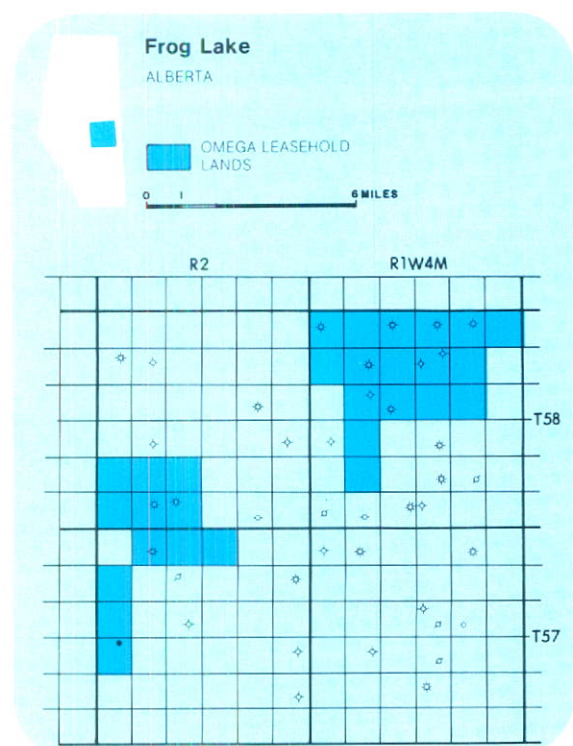 Frog Lake
ALBERTA
OMEGA LEASEHOLD
LANDS
0 1 6 MILES
R2 R1W4M
T58
T57